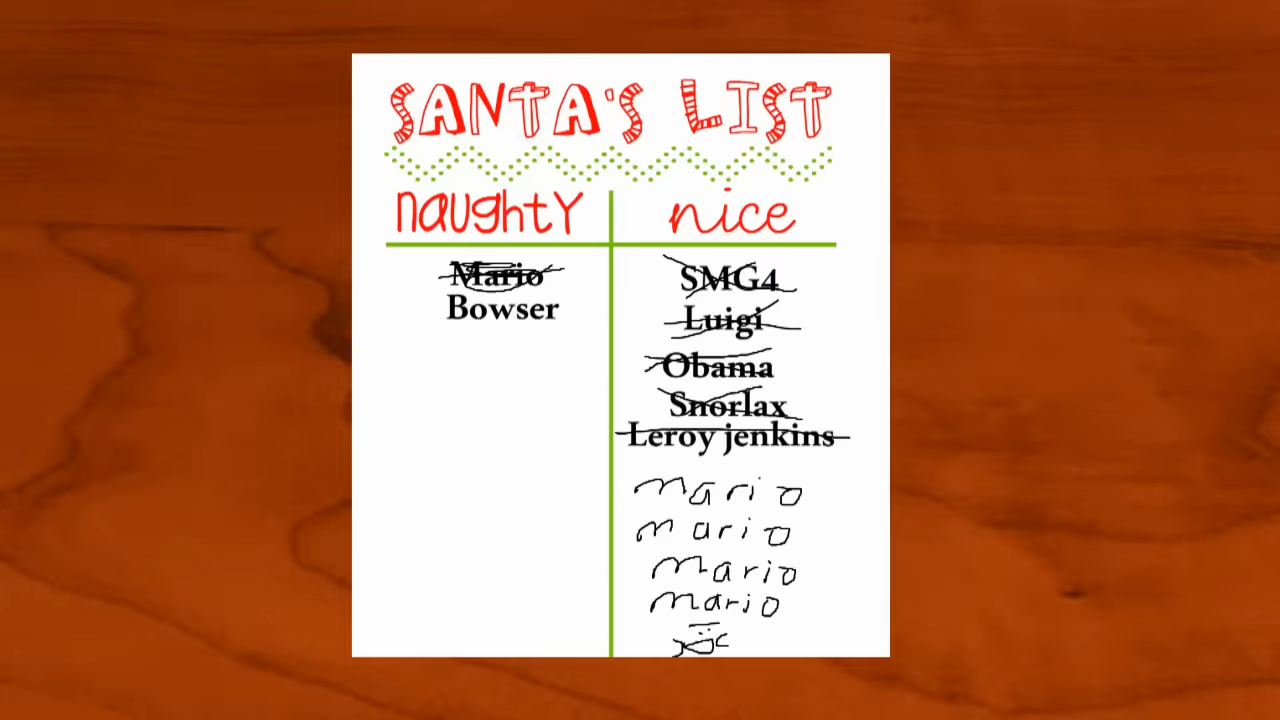 SANTA'S LIST
naughty
nice
Mario
Bowser
SMG4
Luigi
Obama
Snorlax
Leroy jenkins
mario
mario
mario
mario